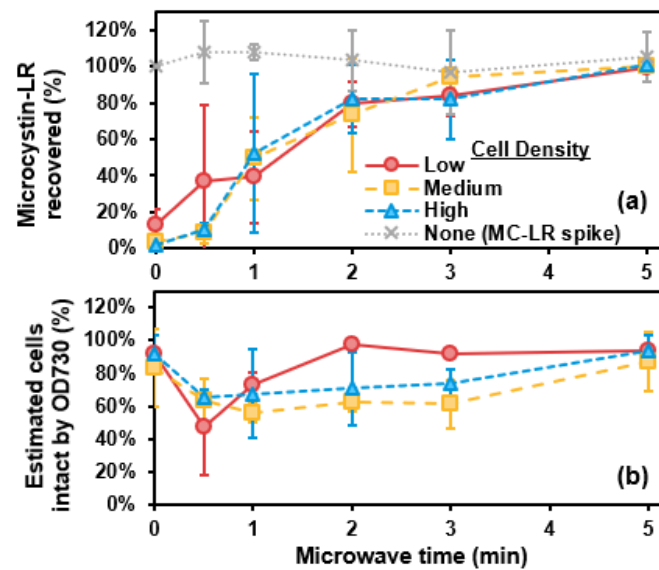 Microcystin-LR
recovered (%)
120%
100%
80%
60%
40%
20%
0%
Cell Density
Low
Medium
High
None (MC-LR spike)
(a)
0 1 2 3 4 5
Estimated cells
intact by OD730 (%)
120%
100%
80%
60%
40%
20%
0%
(b)
0 1 2 3 4 5
Microwave time (min)